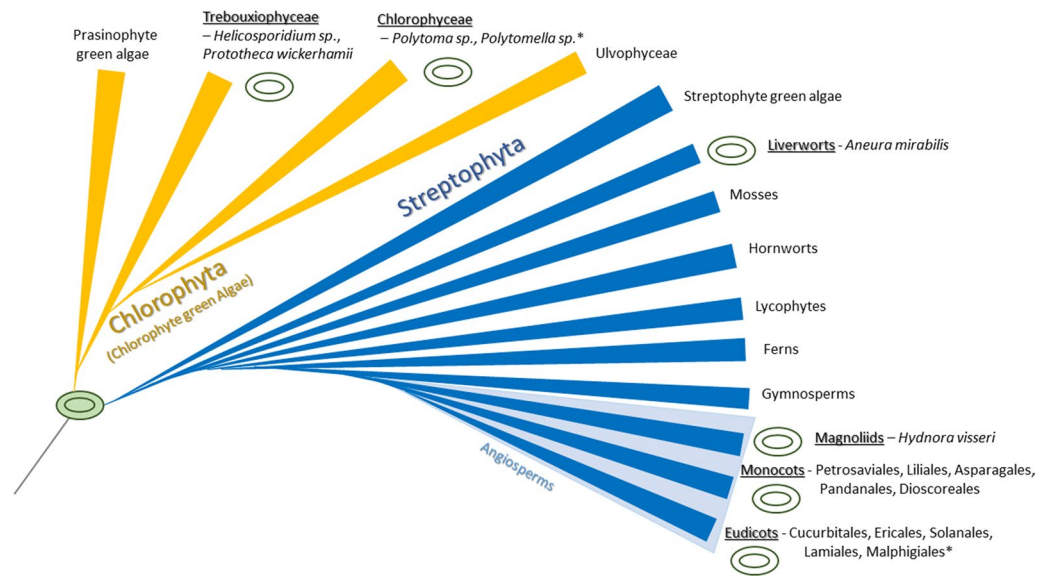 Prasinophyte
green algae
Trebouxiophyceae
– Helicosporidium sp.,
Prototheca wickerhamii
Chlorophyceae
– Polytoma sp., Polytomella sp.*
Ulvophyceae
Streptophyte green algae
Liverworts - Aneura mirabilis
Mosses
Hornworts
Lycophytes
Ferns
Gymnosperms
Magnoliids – Hydnora visseri
Monocots - Petrosaviales, Liliales, Asparagales,
Pandanales, Dioscoreales
Eudicots - Cucurbitales, Ericales, Solanales,
Lamiales, Malphigiales*
Streptophyta
Chlorophyta
(Chlorophyte green Algae)
Angiosperms